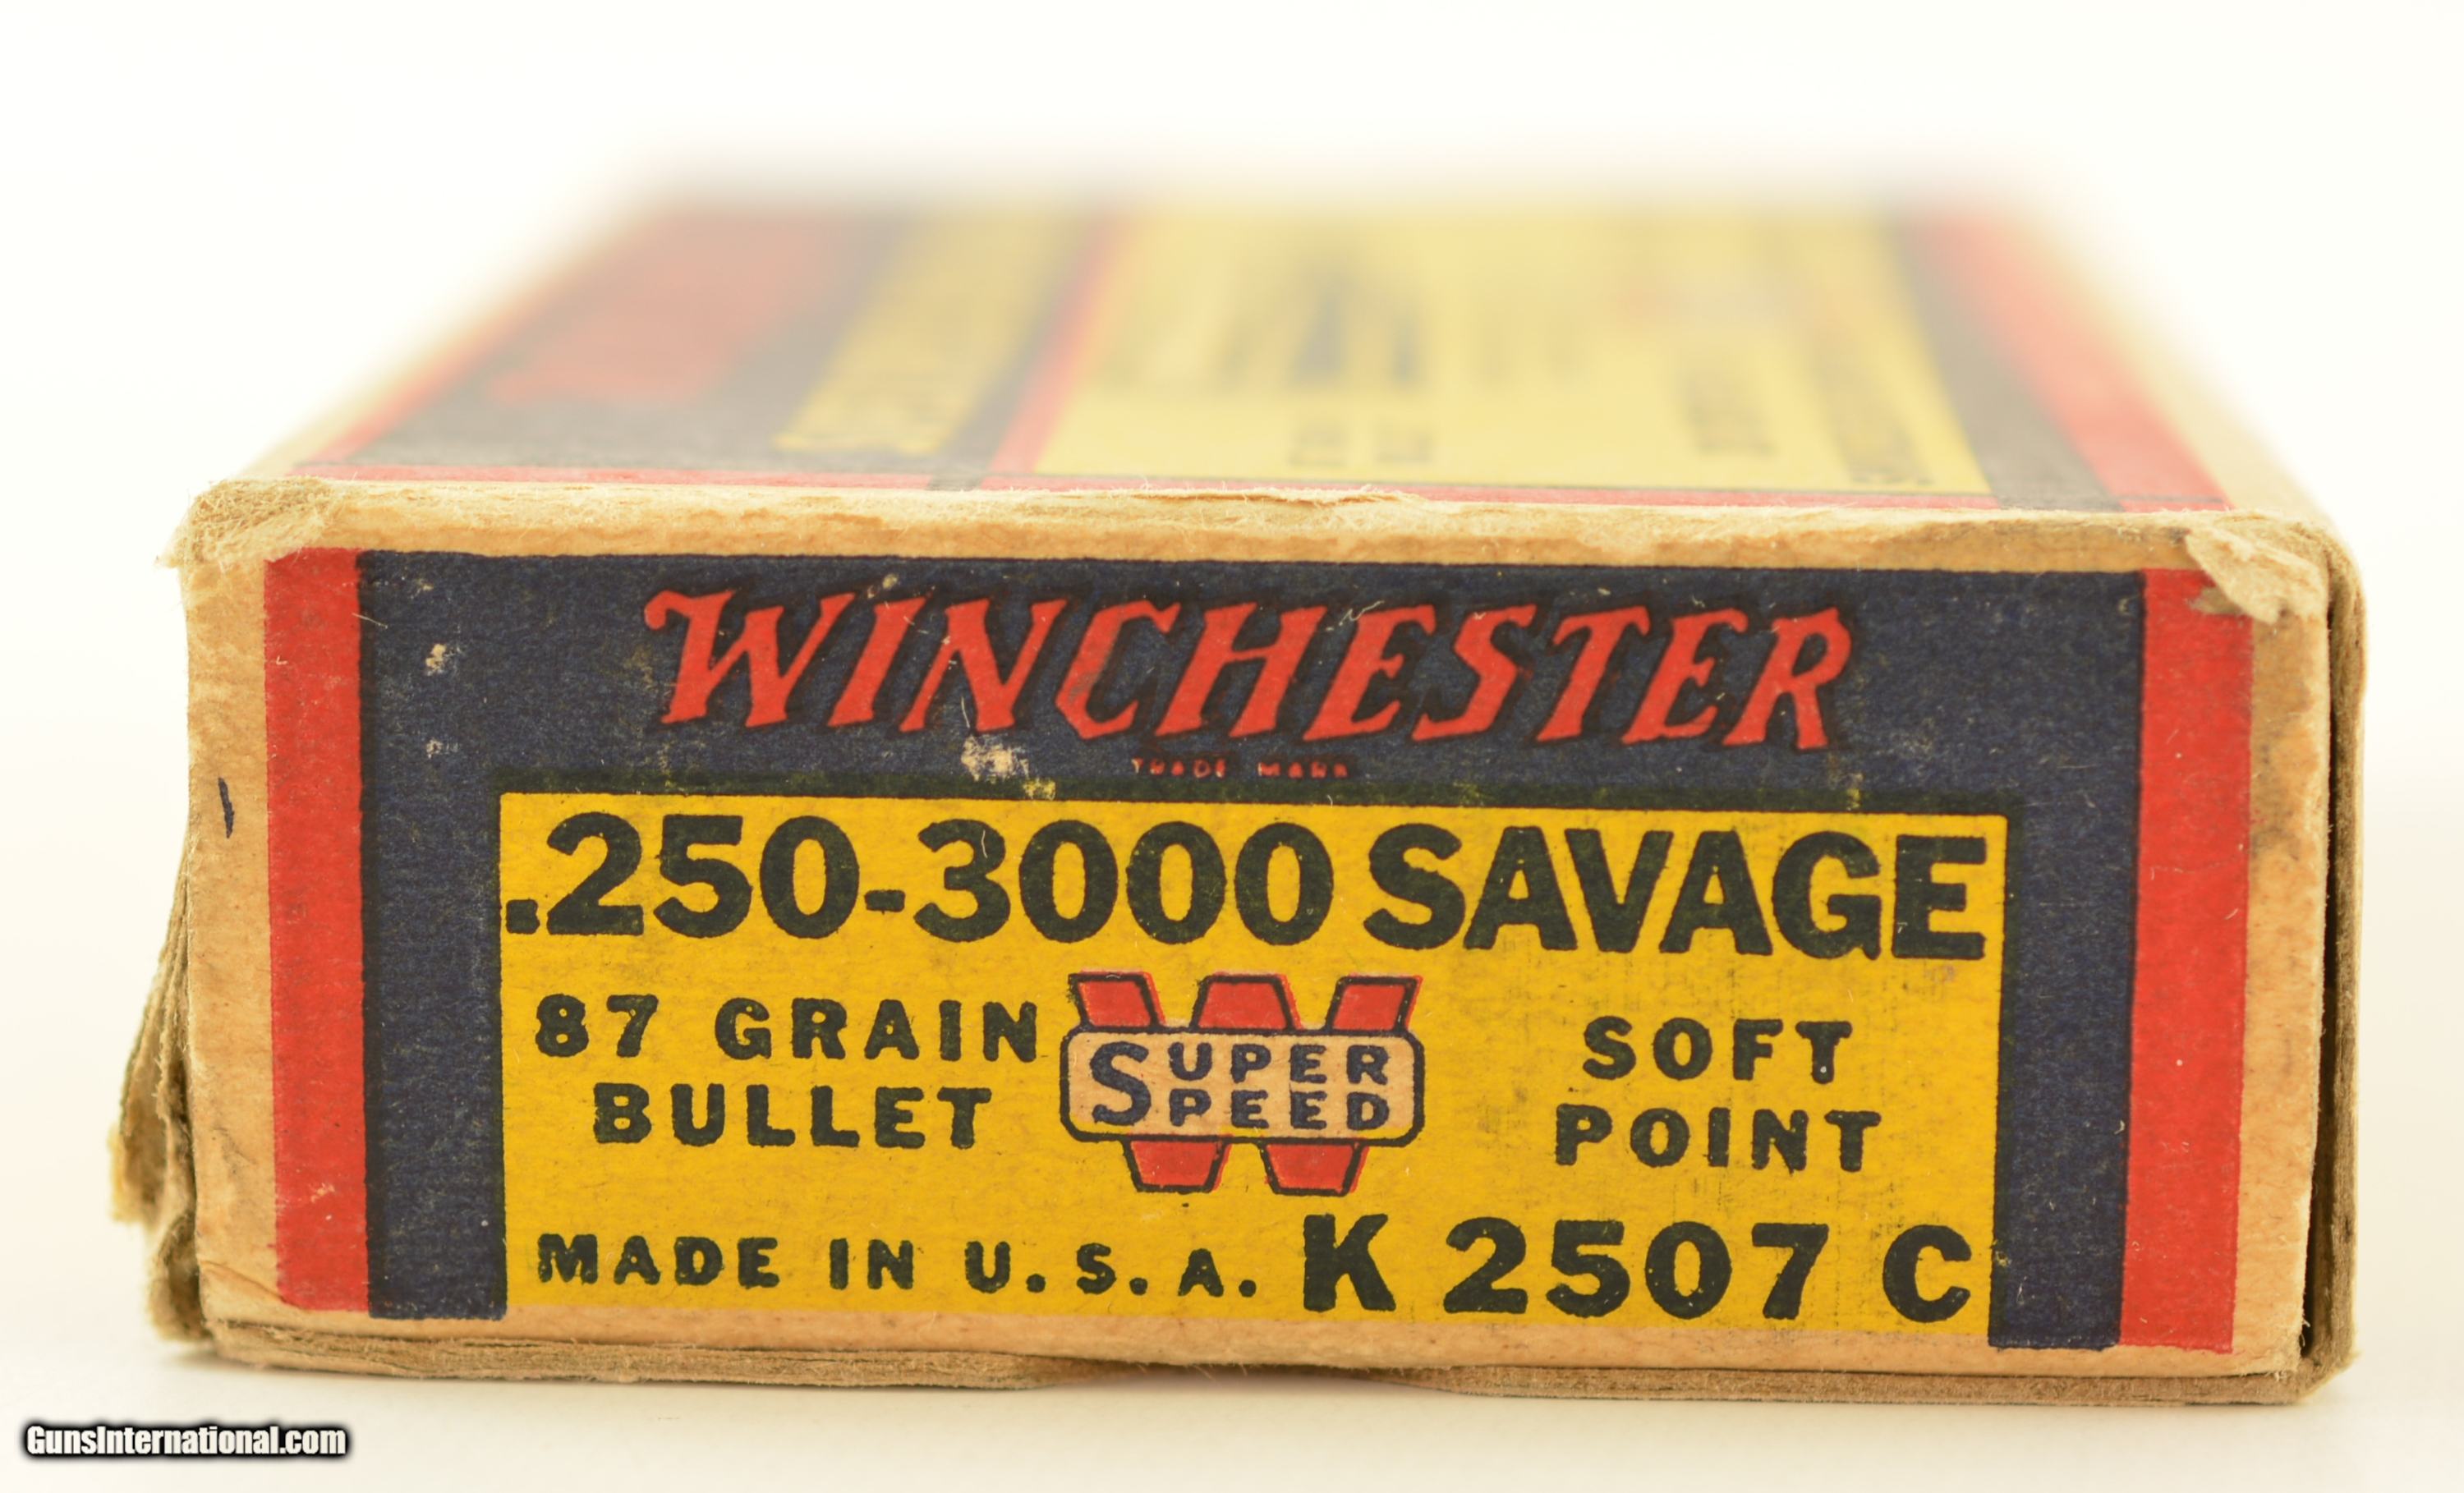 WINCHESTER
TRADE MARK
.250-3000 SAVAGE
87 GRAIN
BULLET
SUPER
SPEED
SOFT
POINT
MADE IN U.S.A. K 2507 C
GunsInternational.com